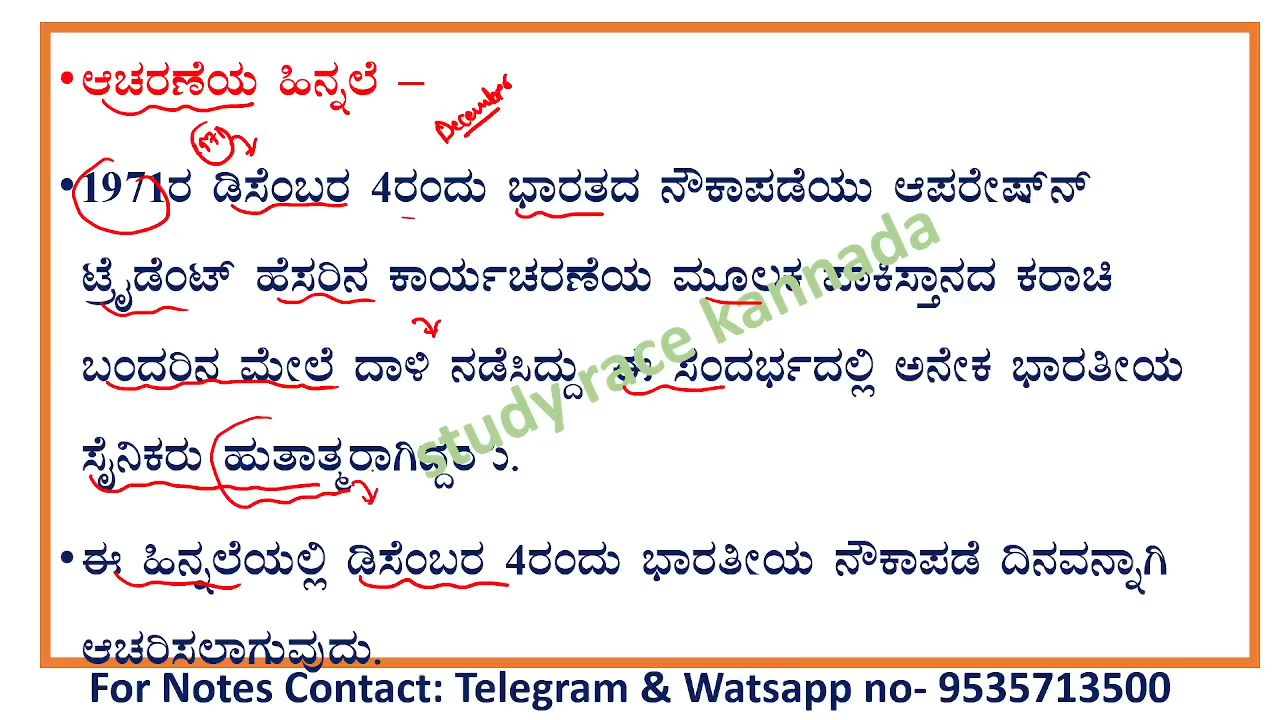 • ಆಚರಣೆಯ ಹಿನ್ನಲೆ –
December
1971
• 1971ರ ಡಿಸೆಂಬರ 4ರಂದು ಭಾರತದ ನೌಕಾಪಡೆಯು ಆಪರೇಷ್‌ನ್
ಟ್ರೈಡೆಂಟ್ ಹೆಸರಿನ ಕಾರ್ಯಚರಣೆಯ ಮೂಲಕ ಪಾಕಿಸ್ತಾನದ ಕರಾಚಿ
ಬಂದರಿನ ಮೇಲೆ ದಾಳಿ ನಡೆಸಿದ್ದು ಈ ಸಂದರ್ಭದಲ್ಲಿ ಅನೇಕ ಭಾರತೀಯ
ಸೈನಿಕರು ಹುತಾತ್ಮರಾಗಿದ್ದರು.
• ಈ ಹಿನ್ನಲೆಯಲ್ಲಿ ಡಿಸೆಂಬರ 4ರಂದು ಭಾರತೀಯ ನೌಕಾಪಡೆ ದಿನವನ್ನಾಗಿ
ಆಚರಿಸಲಾಗುವುದು.
study race kannada
For Notes Contact: Telegram & Watsapp no- 9535713500